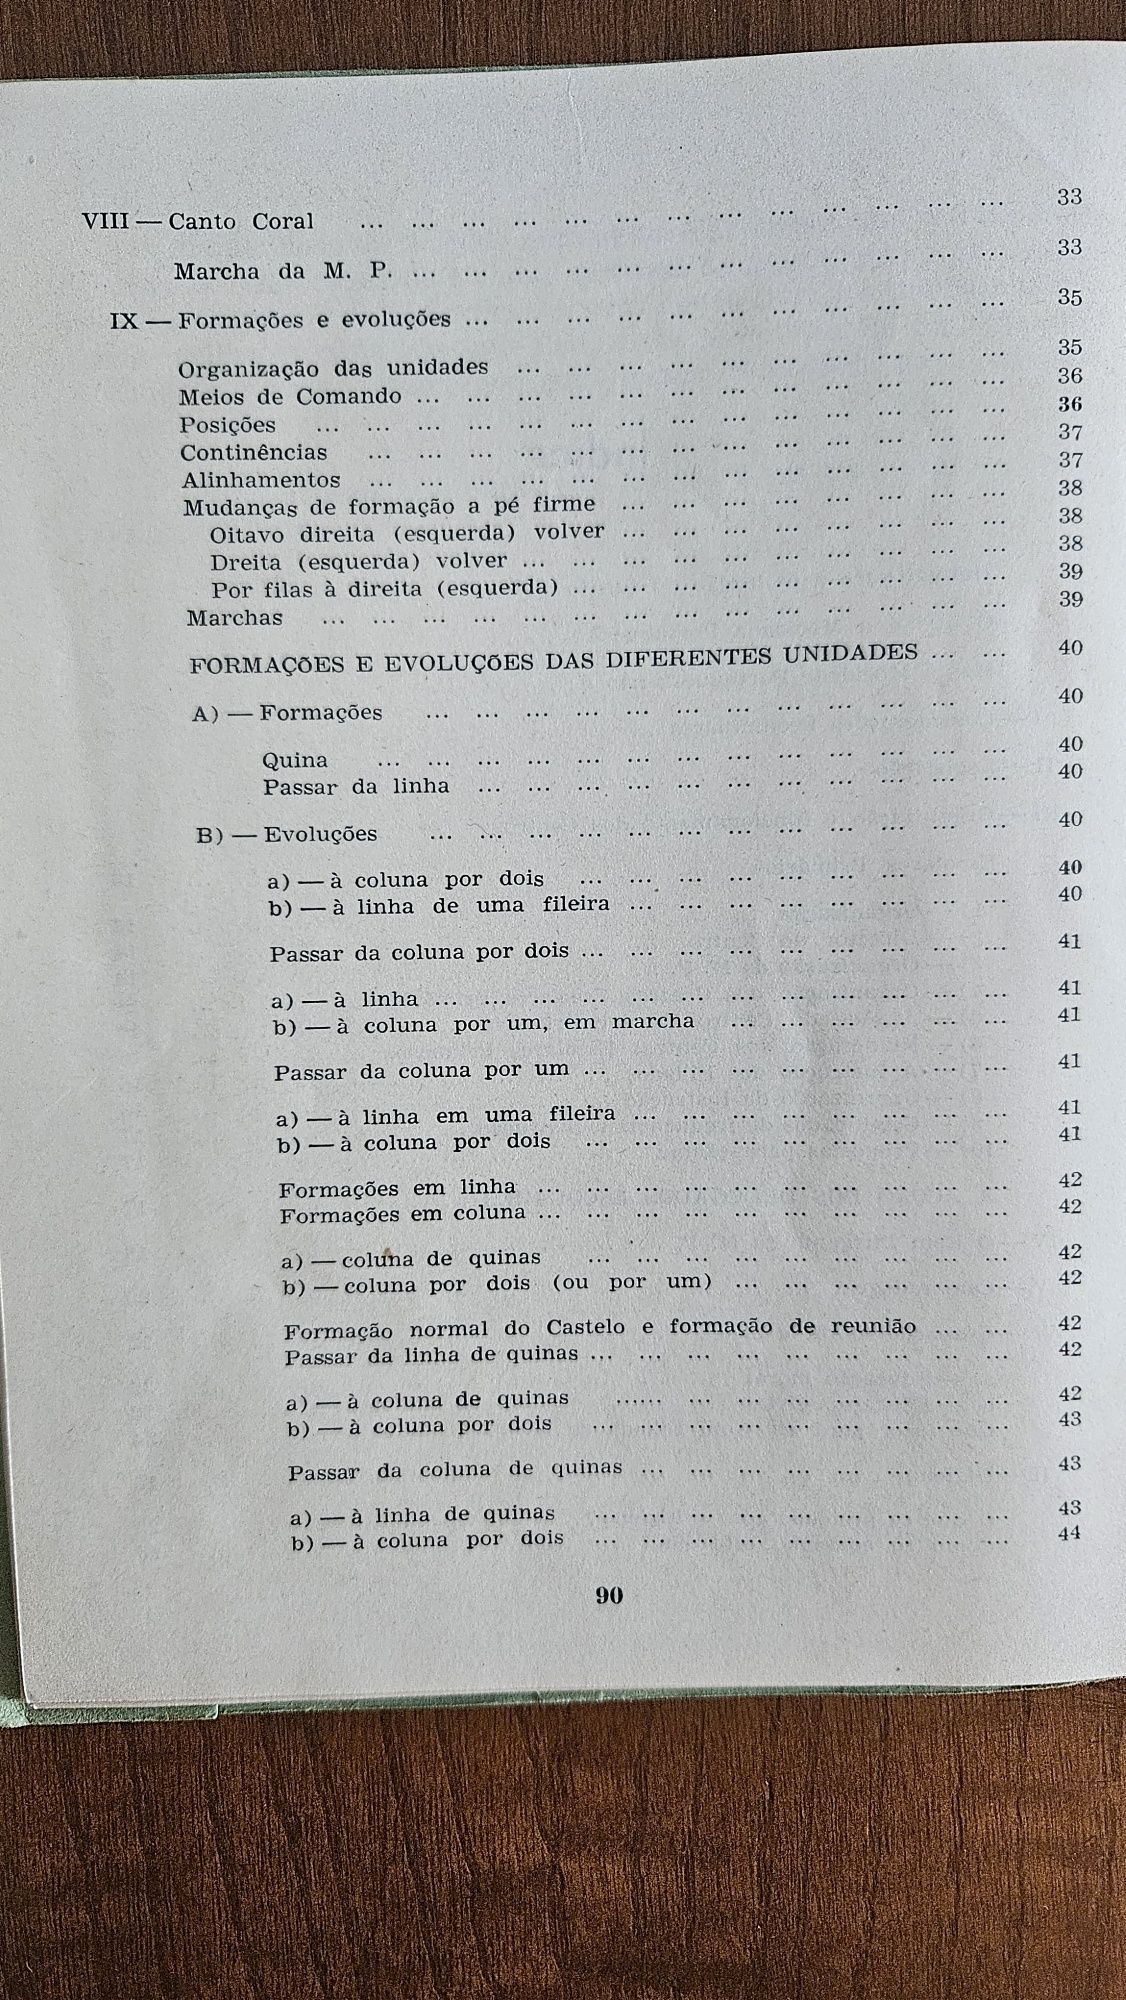 VIII — Canto Coral ... ... ... ... ... ... ... ... ... ... ... ... ... 33
Marcha da M. P. ... ... ... ... ... ... ... ... ... ... ... ... 33
IX — Formações e evoluções ... ... ... ... ... ... ... ... ... ... ... 35
Organização das unidades ... ... ... ... ... ... ... ... ... ... 35
Meios de Comando ... ... ... ... ... ... ... ... ... ... ... ... 36
Posições ... ... ... ... ... ... ... ... ... ... ... ... ... ... 36
Continências ... ... ... ... ... ... ... ... ... ... ... ... ... 37
Alinhamentos ... ... ... ... ... ... ... ... ... ... ... ... ... 37
Mudanças de formação a pé firme ... ... ... ... ... ... ... ... 38
Oitavo direita (esquerda) volver ... ... ... ... ... ... ... ... 38
Dreita (esquerda) volver ... ... ... ... ... ... ... ... ... ... 38
Por filas à direita (esquerda) ... ... ... ... ... ... ... ... ... 39
Marchas ... ... ... ... ... ... ... ... ... ... ... ... ... ... 39
FORMAÇÕES E EVOLUÇÕES DAS DIFERENTES UNIDADES ... ... 40
A) — Formações ... ... ... ... ... ... ... ... ... ... ... ... 40
Quina ... ... ... ... ... ... ... ... ... ... ... ... ... 40
Passar da linha ... ... ... ... ... ... ... ... ... ... ... 40
B) — Evoluções ... ... ... ... ... ... ... ... ... ... ... ... 40
a) — à coluna por dois ... ... ... ... ... ... ... ... ... 40
b) — à linha de uma fileira ... ... ... ... ... ... ... ... 40
Passar da coluna por dois ... ... ... ... ... ... ... ... ... 41
a) — à linha ... ... ... ... ... ... ... ... ... ... ... ... 41
b) — à coluna por um, em marcha ... ... ... ... ... ... 41
Passar da coluna por um ... ... ... ... ... ... ... ... ... 41
a) — à linha em uma fileira ... ... ... ... ... ... ... ... 41
b) — à coluna por dois ... ... ... ... ... ... ... ... ... 41
Formações em linha ... ... ... ... ... ... ... ... ... ... 42
Formações em coluna ... ... ... ... ... ... ... ... ... ... 42
a) — coluna de quinas ... ... ... ... ... ... ... ... ... 42
b) — coluna por dois (ou por um) ... ... ... ... ... ... 42
Formação normal do Castelo e formação de reunião ... ... 42
Passar da linha de quinas ... ... ... ... ... ... ... ... ... 42
a) — à coluna de quinas ...... ... ... ... ... ... ... ... 42
b) — à coluna por dois ... ... ... ... ... ... ... ... ... 43
Passar da coluna de quinas ... ... ... ... ... ... ... ... 43
a) — à linha de quinas ... ... ... ... ... ... ... ... ... 43
b) — à coluna por dois ... ... ... ... ... ... ... ... ... 44
90